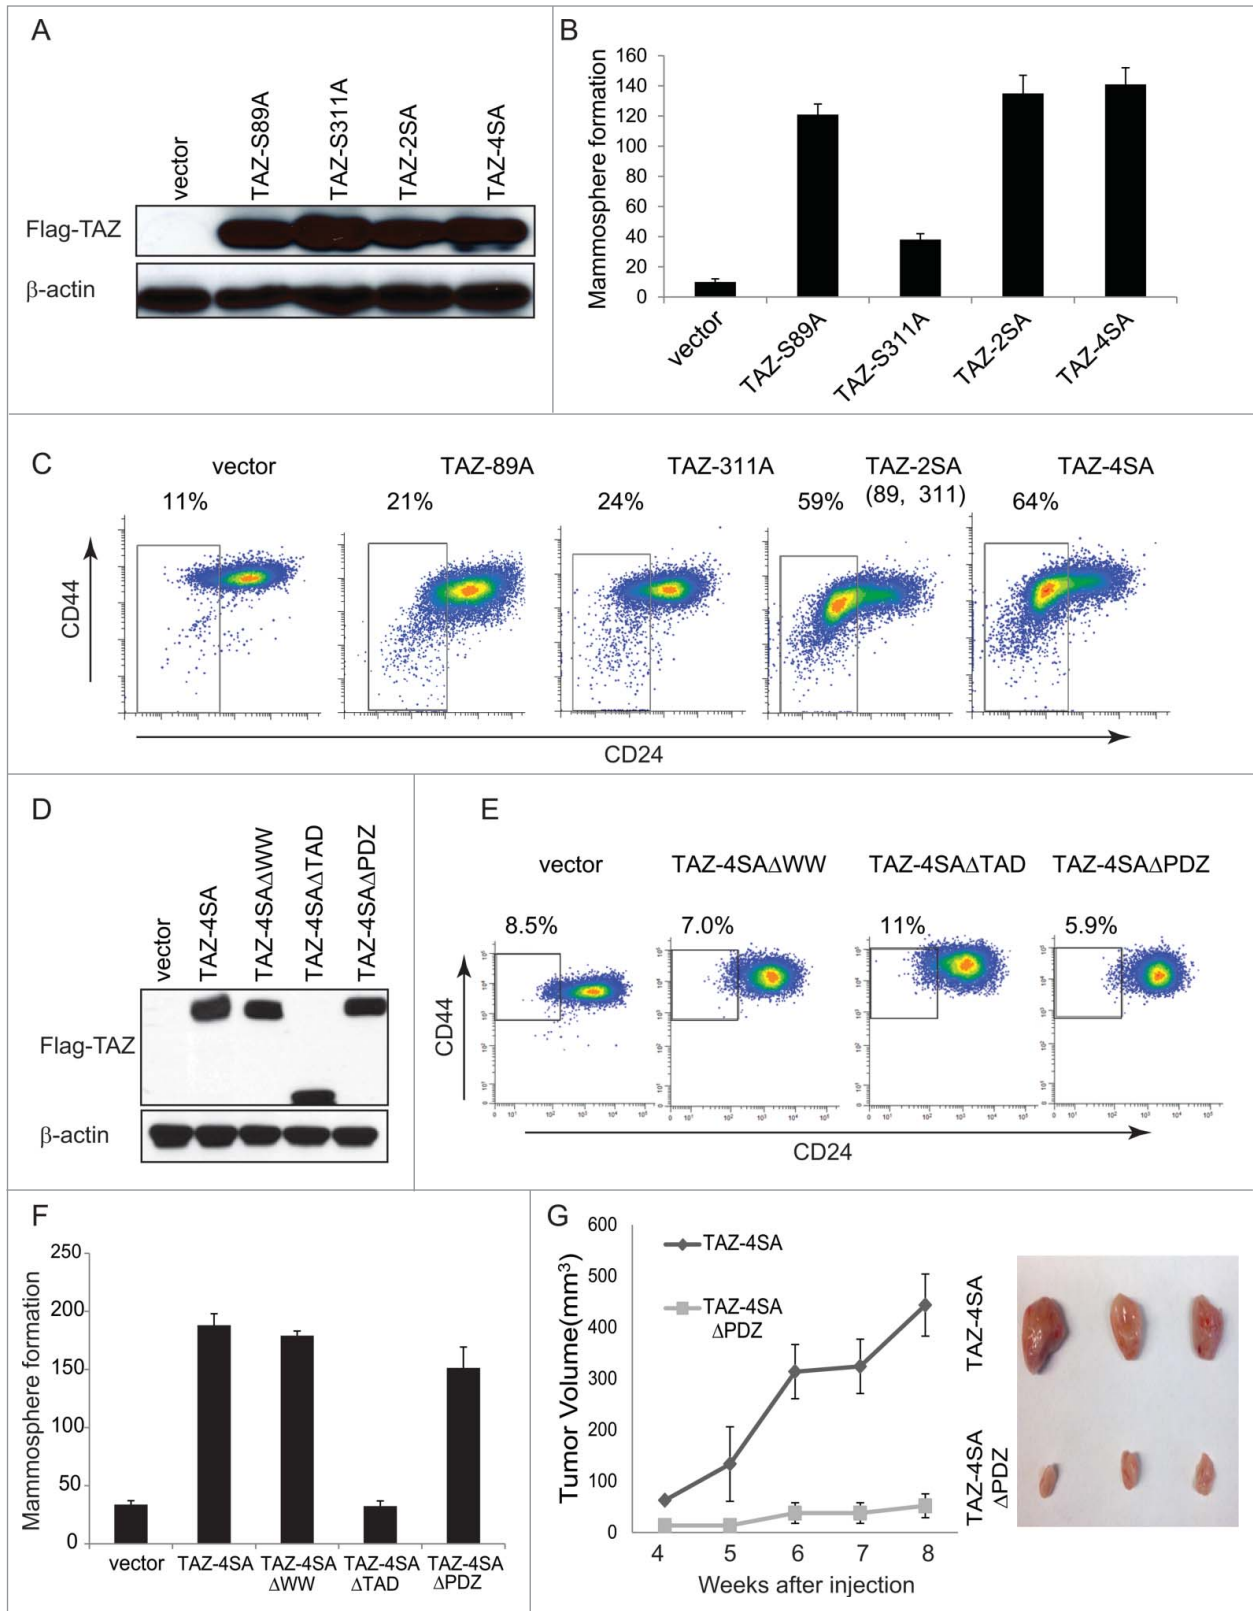 A
vector
TAZ-S89A
TAZ-S311A
TAZ-2SA
TAZ-4SA
Flag-TAZ
β-actin
B
Mammosphere formation
160
140
120
100
80
60
40
20
0
vector
TAZ-S89A
TAZ-S311A
TAZ-2SA
TAZ-4SA
C
vector
TAZ-89A
TAZ-311A
TAZ-2SA
(89, 311)
TAZ-4SA
11%
21%
24%
59%
64%
CD44
CD24
D
vector
TAZ-4SA
TAZ-4SAΔWW
TAZ-4SAΔTAD
TAZ-4SAΔPDZ
Flag-TAZ
β-actin
E
vector
TAZ-4SAΔWW
TAZ-4SAΔTAD
TAZ-4SAΔPDZ
8.5%
7.0%
11%
5.9%
CD44
CD24
F
Mammosphere formation
250
200
150
100
50
0
vector
TAZ-4SA
TAZ-4SA
ΔWW
TAZ-4SA
ΔTAD
TAZ-4SA
ΔPDZ
G
Tumor Volume(mm³)
600
500
400
300
200
100
0
TAZ-4SA
TAZ-4SA
ΔPDZ
4 5 6 7 8
Weeks after injection
TAZ-4SA
TAZ-4SA
ΔPDZ